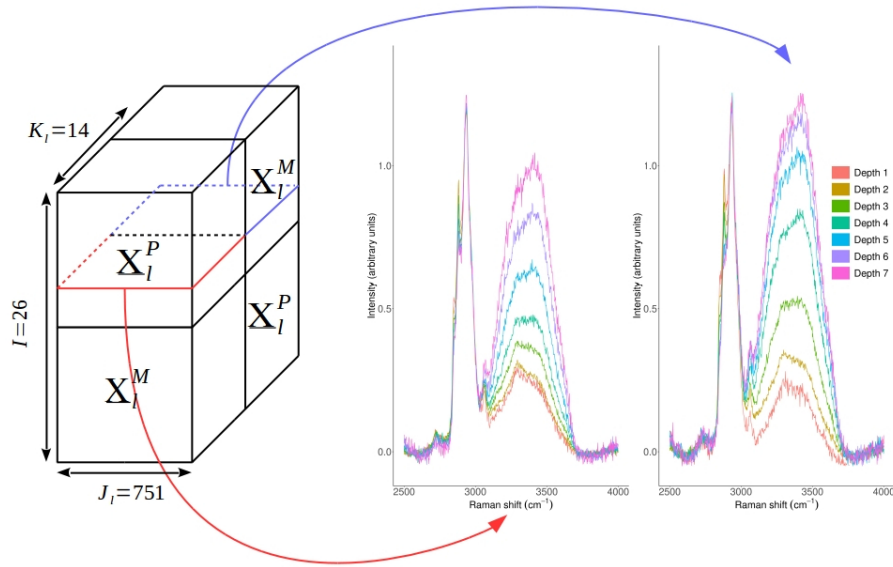 K_l=14
I=26
J_l=751
X_l^M
X_l^P
X_l^P
X_l^M
Intensity (arbitrary units)
1.0
0.5
0.0
2500 3000 3500 4000
Raman shift (cm⁻¹)
Intensity (arbitrary units)
1.0
0.5
0.0
2500 3000 3500 4000
Raman shift (cm⁻¹)
Depth 1
Depth 2
Depth 3
Depth 4
Depth 5
Depth 6
Depth 7